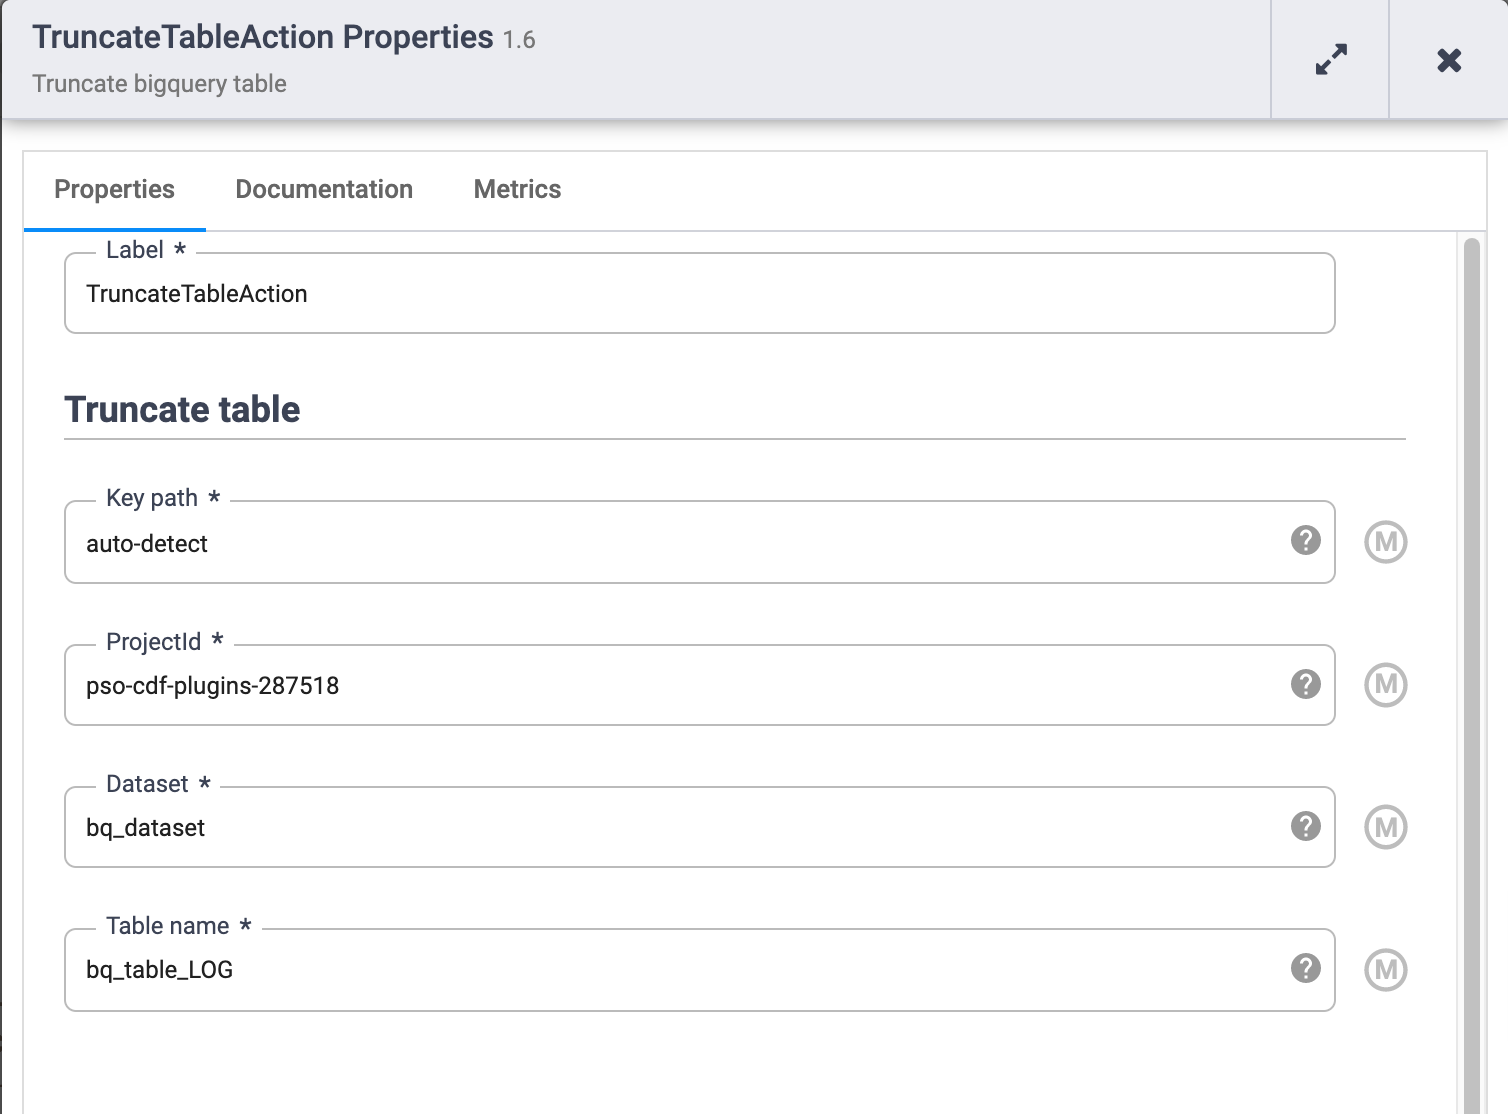 TruncateTableAction Properties 1.6
Truncate bigquery table
Properties Documentation Metrics
Label *
TruncateTableAction
Truncate table
Key path *
auto-detect ? M
ProjectId *
pso-cdf-plugins-287518 ? M
Dataset *
bq_dataset ? M
Table name *
bq_table_LOG ? M